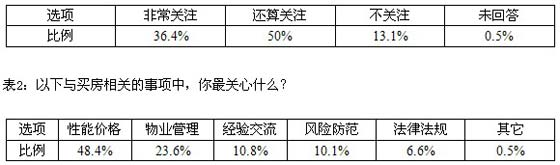 选项 非常关注 还算关注 不关注 未回答
比例 36.4% 50% 13.1% 0.5%
表2：以下与买房相关的事项中，你最关心什么？
选项 性能价格 物业管理 经验交流 风险防范 法律法规 其它
比例 48.4% 23.6% 10.8% 10.1% 6.6% 0.5%